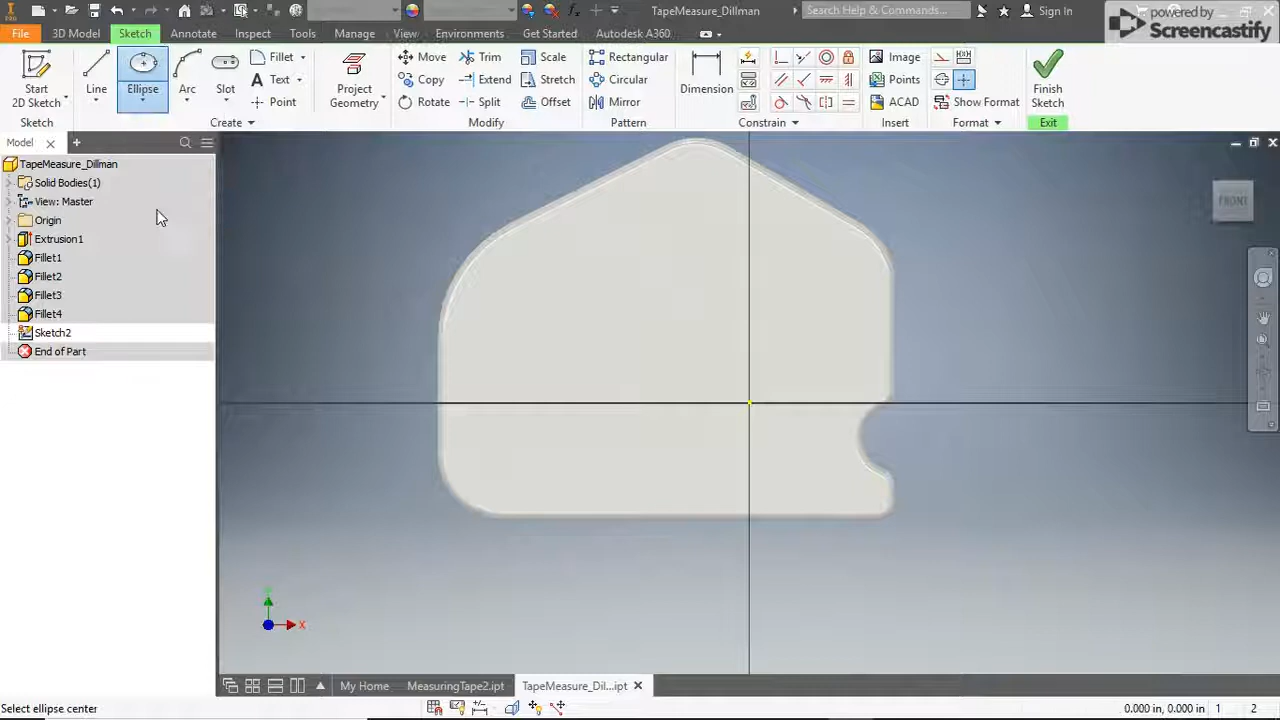 PRO
TapeMeasure_Dillman
Search Help & Commands...
Sign In
powered by
Screencastify
File
3D Model
Sketch
Annotate
Inspect
Tools
Manage
View
Environments
Get Started
Autodesk A360
Start
2D Sketch
Line
Ellipse
Arc
Slot
Fillet
Text
Point
Project
Geometry
Move
Copy
Rotate
Trim
Extend
Split
Scale
Stretch
Offset
Rectangular
Circular
Mirror
Dimension
Image
Points
ACAD
Show Format
Finish
Sketch
Sketch
Create
Modify
Pattern
Constrain
Insert
Format
Exit
Model
TapeMeasure_Dillman
Solid Bodies(1)
View: Master
Origin
Extrusion1
Fillet1
Fillet2
Fillet3
Fillet4
Sketch2
End of Part
FRONT
X
My Home
MeasuringTape2.ipt
TapeMeasure_Dil...ipt
Select ellipse center
0.000 in, 0.000 in
1
2